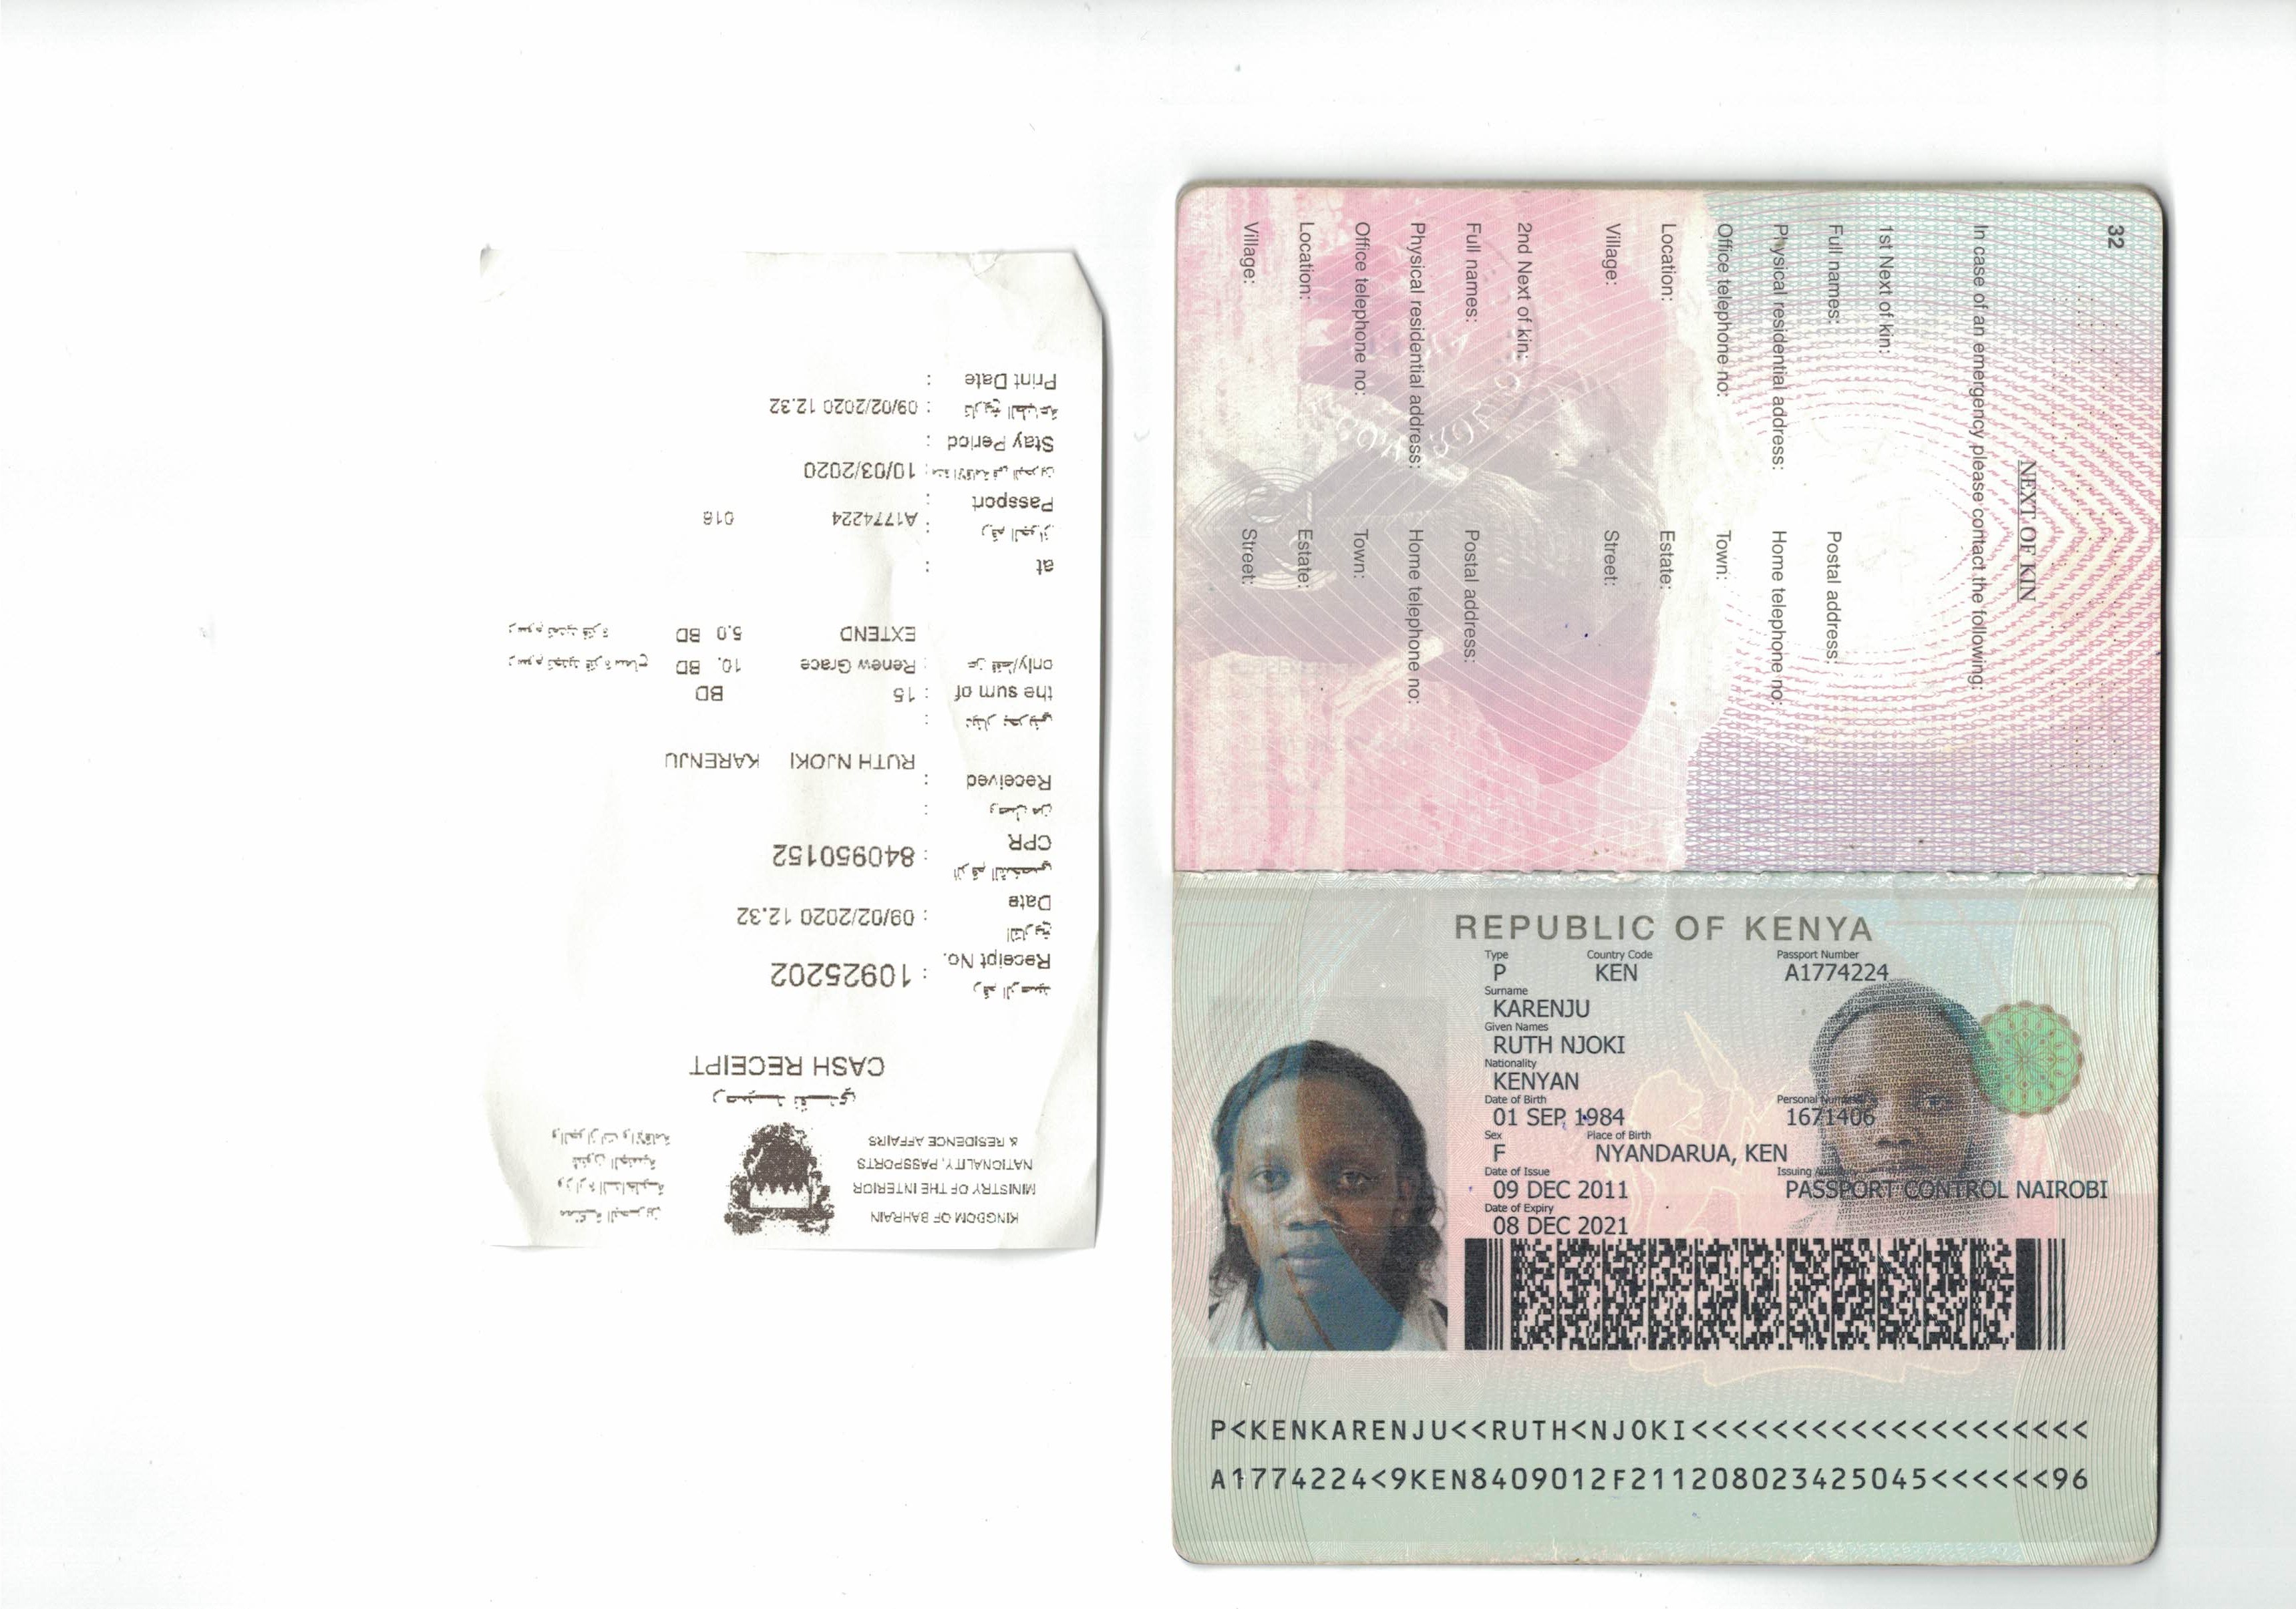 KINGDOM OF BAHRAIN
MINISTRY OF THE INTERIOR
NATIONALITY, PASSPORTS
& RESIDENCE AFFAIRS
CASH RECEIPT
Receipt No. : 10925202
Date : 09/02/2020 12.32
CPR : 840950152
Received :
RUTH NJOKI KARENJU
the sum of : 15 BD
only/ : Renew Grace 10. BD
EXTEND 5.0 BD
at :
A1774224 016
Passport :
10/03/2020
Stay Period :
09/02/2020 12.32
Print Date :
32
NEXT OF KIN
In case of an emergency please contact the following:
1st Next of kin:
Full names: Postal address:
Physical residential address: Home telephone no:
Office telephone no: Town:
Location: Estate:
Village: Street:
2nd Next of kin:
Full names: Postal address:
Physical residential address: Home telephone no:
Office telephone no: Town:
Location: Estate:
Village: Street:
REPUBLIC OF KENYA
Type Country Code Passport Number
P KEN A1774224
Surname
KARENJU
Given Names
RUTH NJOKI
Nationality
KENYAN
Date of Birth Personal Number
01 SEP 1984 1671406
Sex Place of Birth
F NYANDARUA, KEN
Date of Issue Issuing Authority
09 DEC 2011 PASSPORT CONTROL NAIROBI
Date of Expiry
08 DEC 2021
P<KENKARENJU<<RUTH<NJOKI<<<<<<<<<<<<<<<<<<<<
A1774224<9KEN8409012F211208023425045<<<<<<96